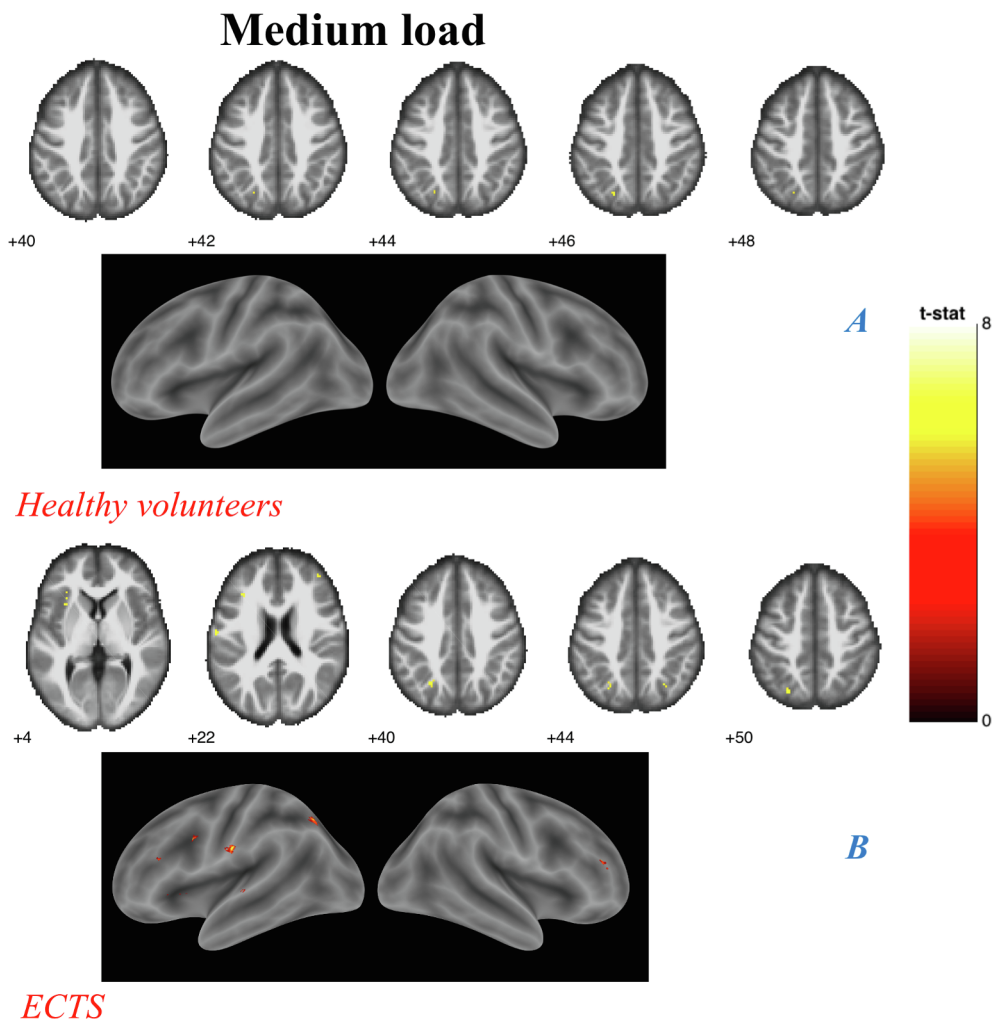 Medium load
+40 +42 +44 +46 +48
A
t-stat
8
Healthy volunteers
0
+4 +22 +40 +44 +50
B
ECTS